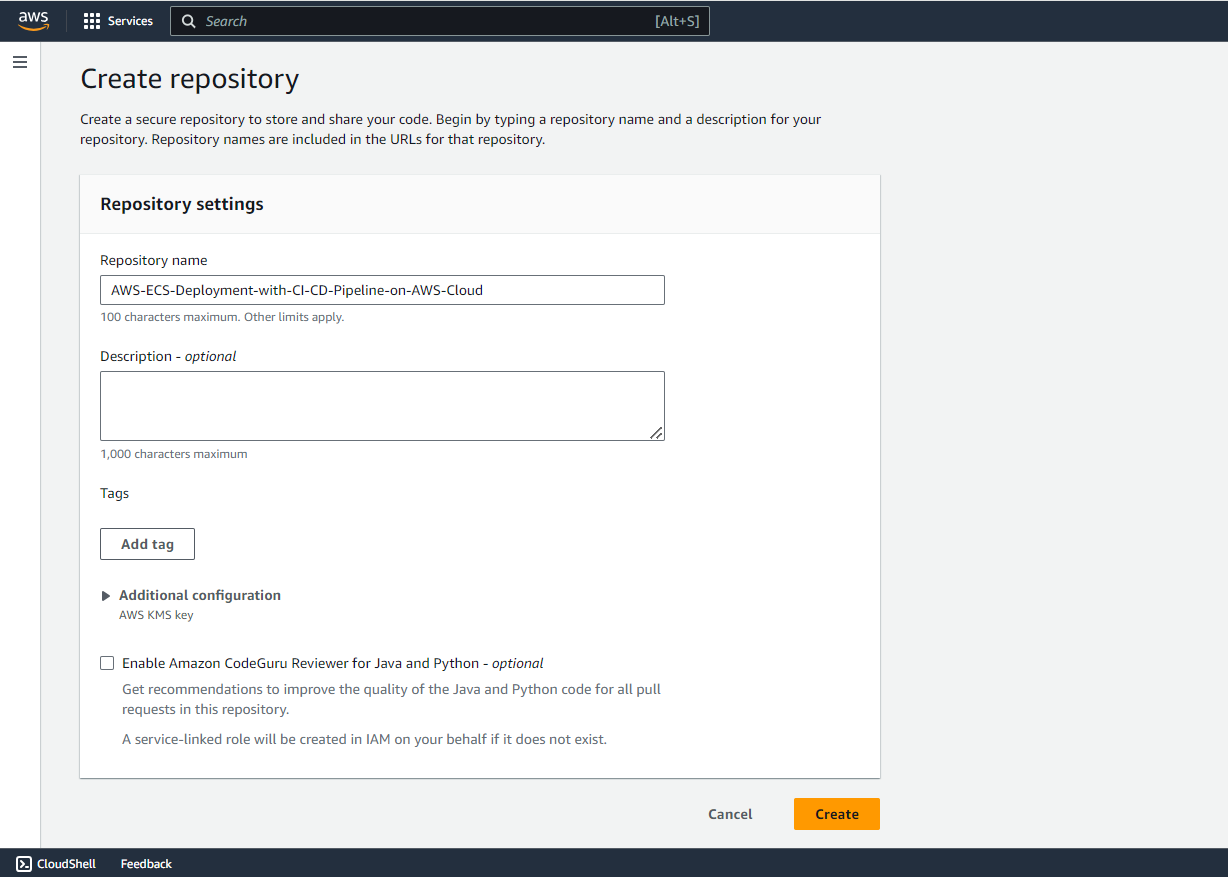 aws
Services
Search
[Alt+S]
Create repository
Create a secure repository to store and share your code. Begin by typing a repository name and a description for your
repository. Repository names are included in the URLs for that repository.
Repository settings
Repository name
AWS-ECS-Deployment-with-CI-CD-Pipeline-on-AWS-Cloud
100 characters maximum. Other limits apply.
Description - optional
1,000 characters maximum
Tags
Add tag
Additional configuration
AWS KMS key
Enable Amazon CodeGuru Reviewer for Java and Python - optional
Get recommendations to improve the quality of the Java and Python code for all pull
requests in this repository.
A service-linked role will be created in IAM on your behalf if it does not exist.
Cancel
Create
CloudShell
Feedback